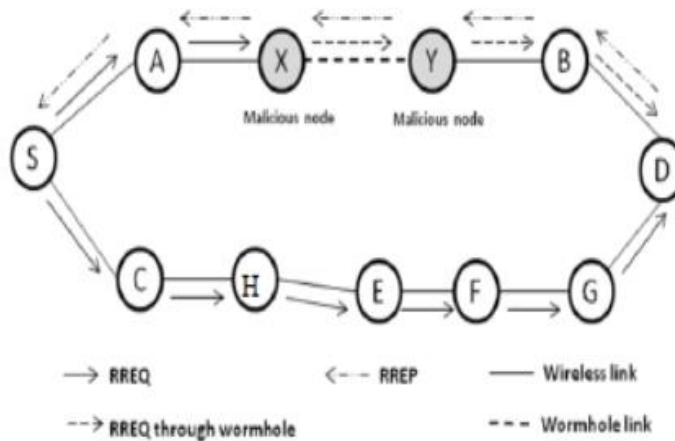 A
X
Y
B
Malicious node
Malicious node
S
D
C
H
E
F
G
RREQ
RREP
Wireless link
RREQ through wormhole
Wormhole link